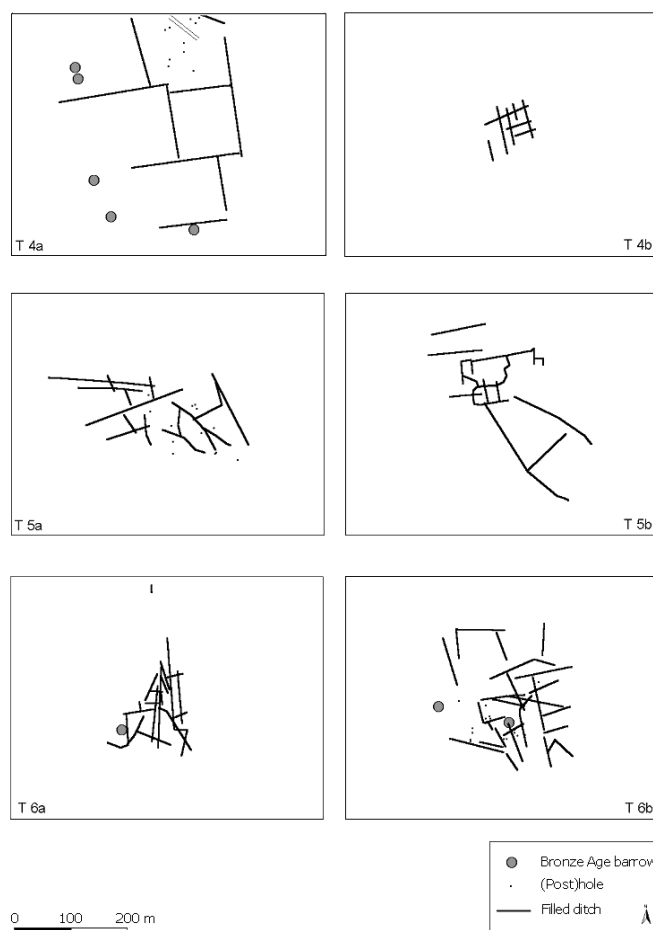 T 4a
T 4b
T 5a
T 5b
T 6a
T 6b
Bronze Age barrow
(Post)hole
Filled ditch
0 100 200 m